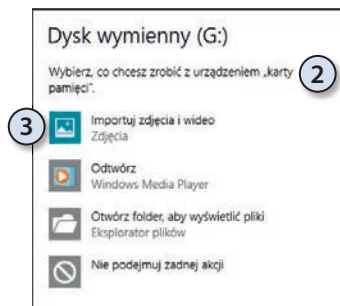 Dysk wymienny (G:)
Wybierz, co chcesz zrobić z urządzeniem „karty
pamięci”.
2
3
Importuj zdjęcia i wideo
Zdjęcia
Odtwórz
Windows Media Player
Otwórz folder, aby wyświetlić pliki
Eksplorator plików
Nie podejmuj żadnej akcji